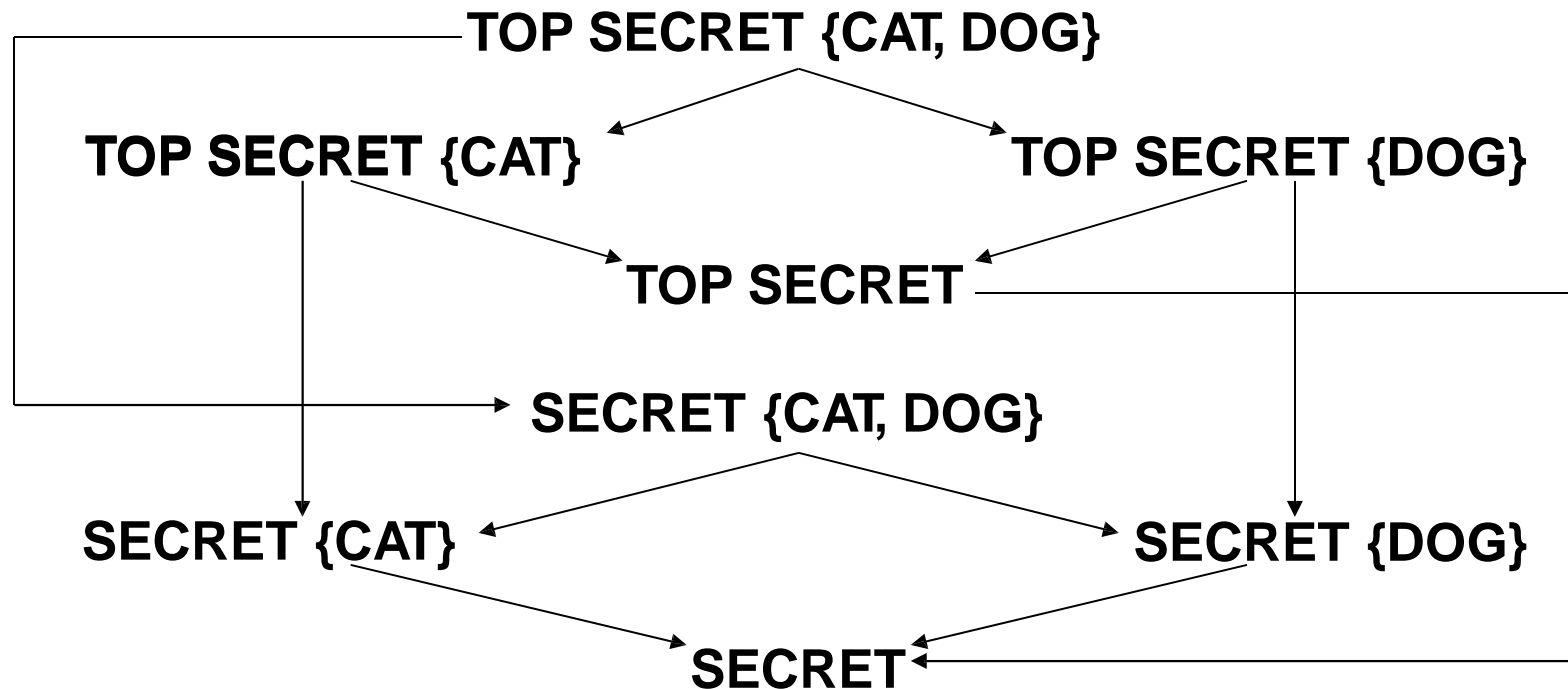 TOP SECRET {CAT, DOG}
TOP SECRET {CAT}
TOP SECRET {DOG}
TOP SECRET
SECRET {CAT, DOG}
SECRET {CAT}
SECRET {DOG}
SECRET